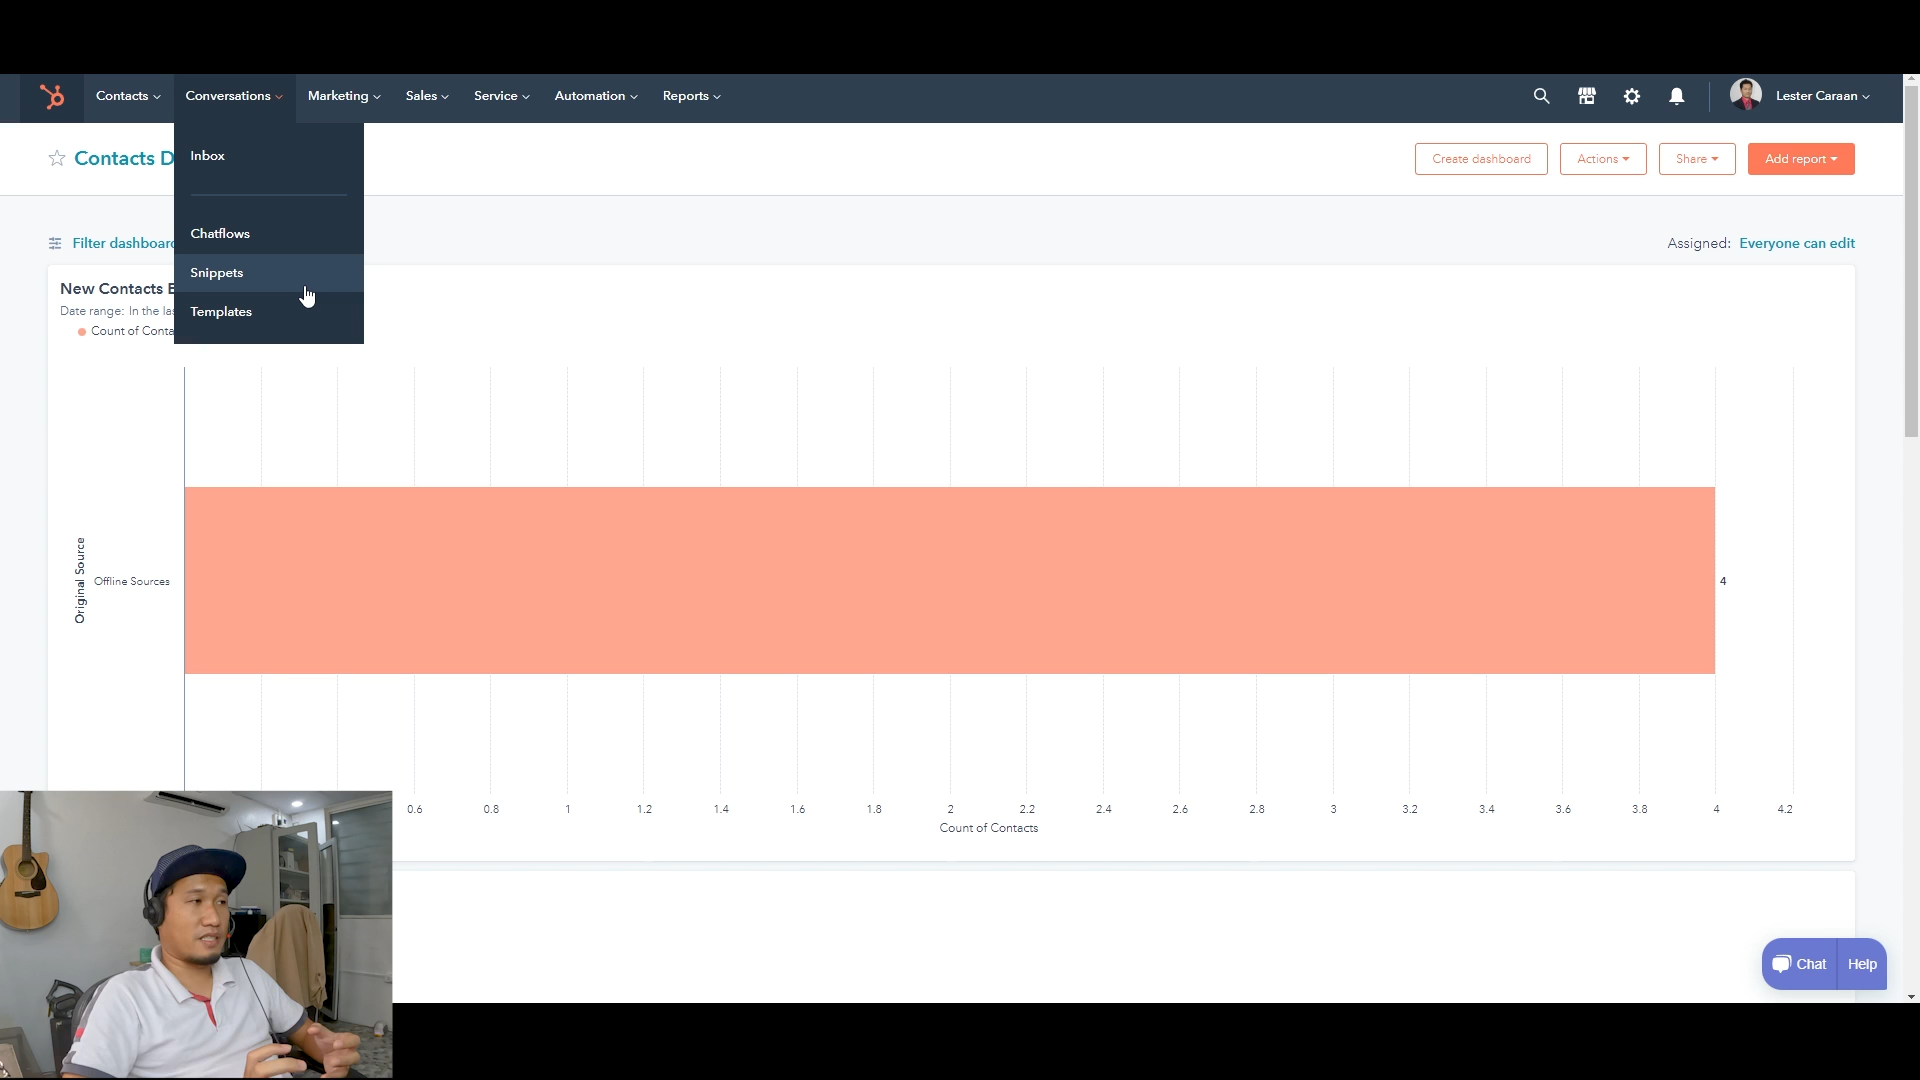 Contacts Conversations Marketing Sales Service Automation Reports Lester Caraan
Inbox
Chatflows
Snippets
Templates
Contacts D
Create dashboard Actions Share Add report
Filter dashboard
Assigned: Everyone can edit
New Contacts
Date range: In the
Count of Conta
Original Source
Offline Sources
4
0.6 0.8 1 1.2 1.4 1.6 1.8 2 2.2 2.4 2.6 2.8 3 3.2 3.4 3.6 3.8 4 4.2
Count of Contacts
Chat Help